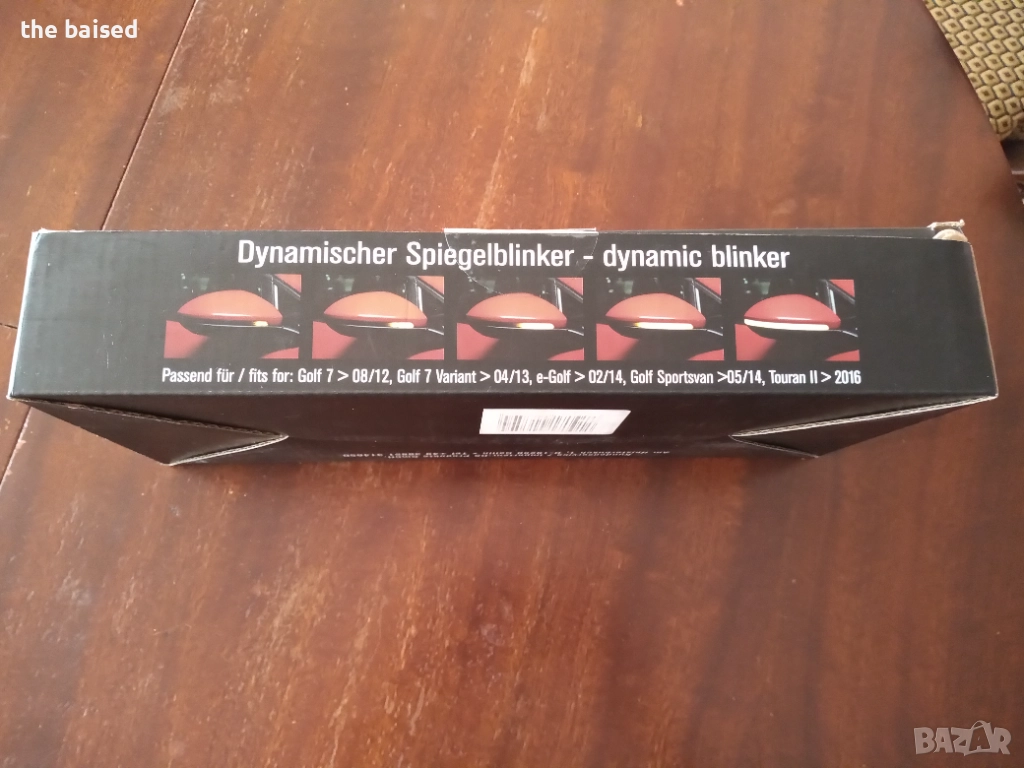 the baised
Dynamischer Spiegelblinker - dynamic blinker
Passend für / fits for: Golf 7 > 08/12, Golf 7 Variant > 04/13, e-Golf > 02/14, Golf Sportsvan >05/14, Touran II > 2016
BAZAR